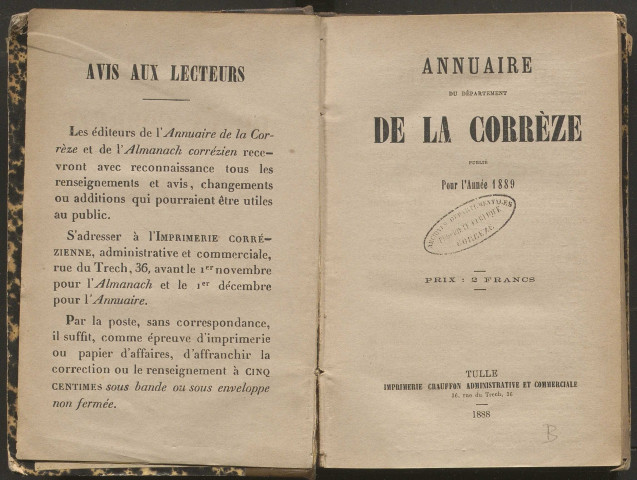 AVIS AUX LECTEURS
Les éditeurs de l'Annuaire de la Cor-
rèze et de l'Almanach corrézien rece-
vront avec reconnaissance tous les
renseignements et avis, changements
ou additions qui pourraient être utiles
au public.
S'adresser à l'IMPRIMERIE CORRÉ-
ZIENNE, administrative et commerciale,
rue du Trech, 36, avant le 1er novembre
pour l'Almanach et le 1er décembre
pour l'Annuaire.
Par la poste, sans correspondance,
il suffit, comme épreuve d'imprimerie
ou papier d'affaires, d'affranchir la
correction ou le renseignement à CINQ
CENTIMES sous bande ou sous enveloppe
non fermée.
ANNUAIRE
DU DÉPARTEMENT
DE LA CORRÈZE
PUBLIÉ
Pour l'Année 1889
ARCHIVES DÉPARTEMENTALES
CORRÈZE
PRIX : 2 FRANCS
TULLE
IMPRIMERIE CRAUFFON ADMINISTRATIVE ET COMMERCIALE
36, rue du Trech, 36
1888
B